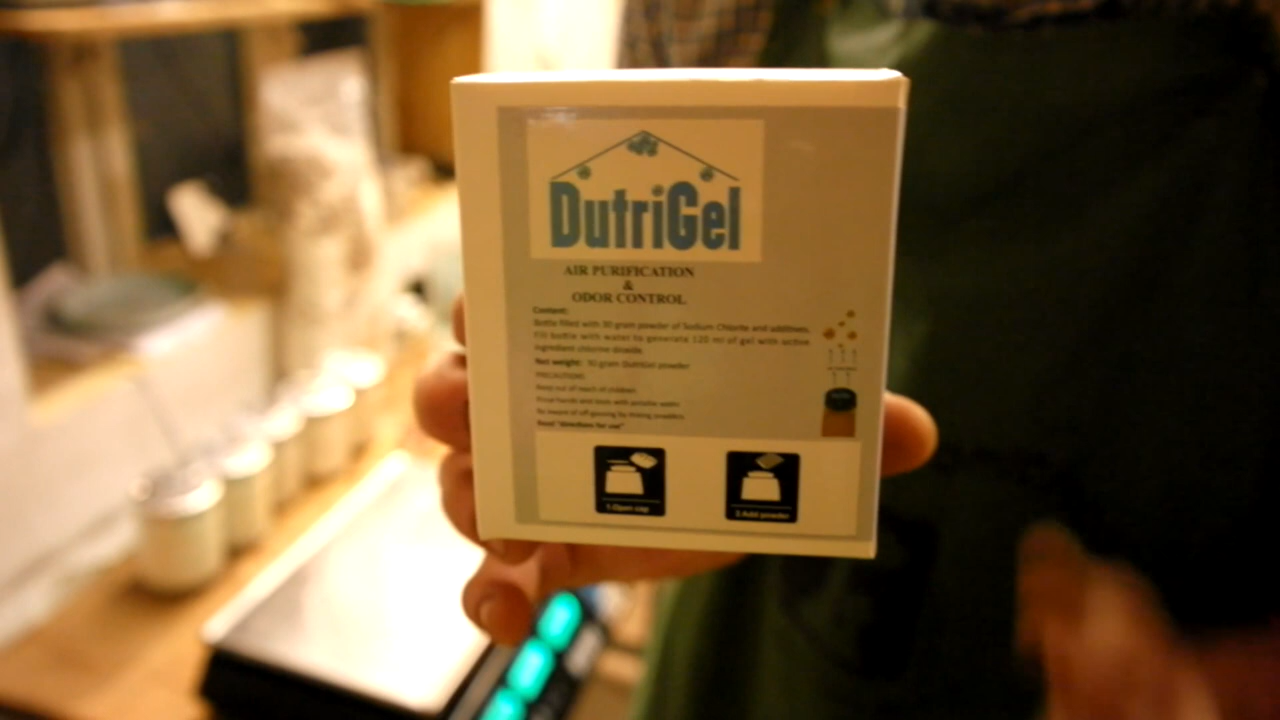 DutriGel
AIR PURIFICATION
&
ODOR CONTROL
Content:
Bottle filled with 30 gram powder of Sodium Chlorite and additives.
Fill bottle with water to generate 120 ml of gel with active
ingredient chlorine dioxide.
Net weight: 30 gram DutriGel powder
PRECAUTIONS:
Keep out of reach of children.
Rinse hands and tools with potable water.
Be aware of off-gassing by mixing powders.
Read "directions for use"
1.Open cap
2.Add powder